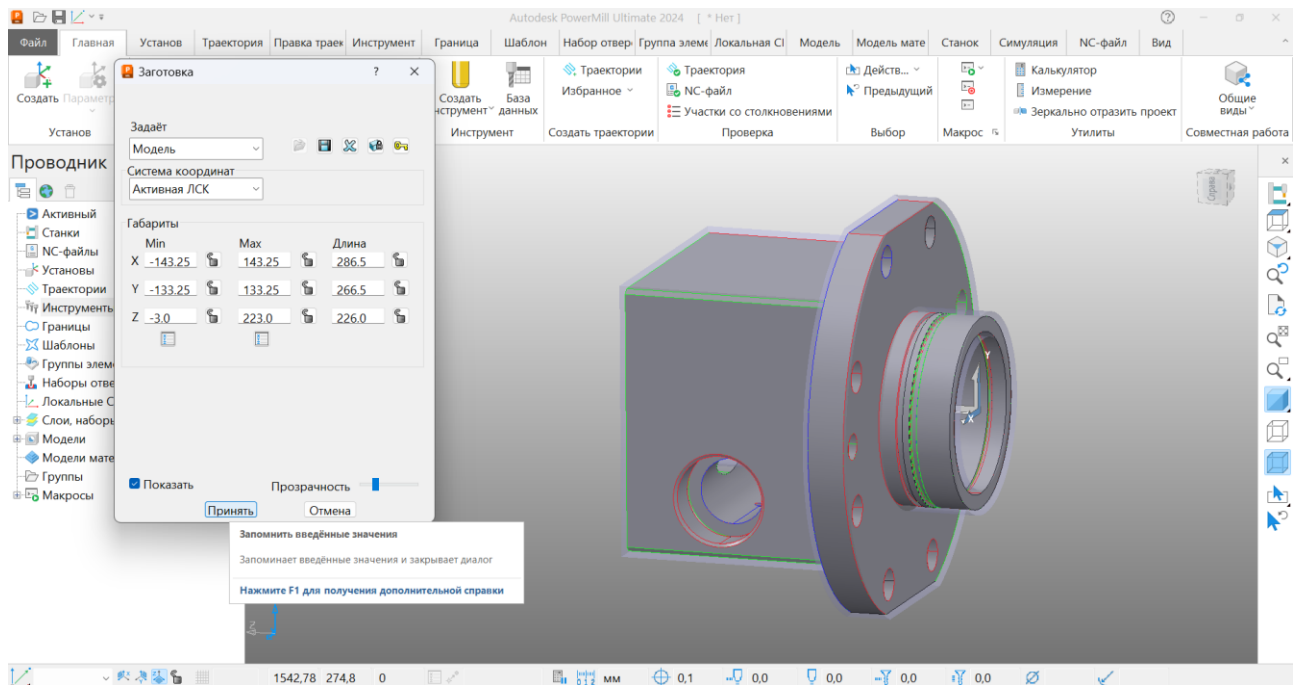 Autodesk PowerMill Ultimate 2024 [ * Нет ]
Файл Главная Установ Траектория Правка траек Инструмент Граница Шаблон Набор отвер Группа элеме Локальная СІ Модель Модель мате Станок Симуляция NC-файл Вид
Создать Параметр
Установ
Создать
нструмент
База
данных
Инструмент
Траектории
Избранное
Создать траектории
Траектория
NC-файл
Участки со столкновениями
Проверка
Действ...
Предыдущий
Выбор
Макрос
Калькулятор
Измерение
Зеркально отразить проект
Утилиты
Общие
виды
Совместная работа
Проводник
Активный
Станки
NC-файлы
Установы
Траектории
Инструменть
Границы
Шаблоны
Группы элем
Наборы отве
Локальные С
Слои, наборь
Модели
Модели мате
Группы
Макросы
Заготовка ? ×
Задаёт
Модель
Система координат
Активная ЛСК
Габариты
Min Max Длина
X -143.25 143.25 286.5
Y -133.25 133.25 266.5
Z -3.0 223.0 226.0
Показать Прозрачность
Принять Отмена
Запомнить введённые значения
Запоминает введённые значения и закрывает диалог
Нажмите F1 для получения дополнительной справки
Справа
Y
X
Z
1542,78 274,8 0 мм 0,1 0,0 0,0 0,0 0,0